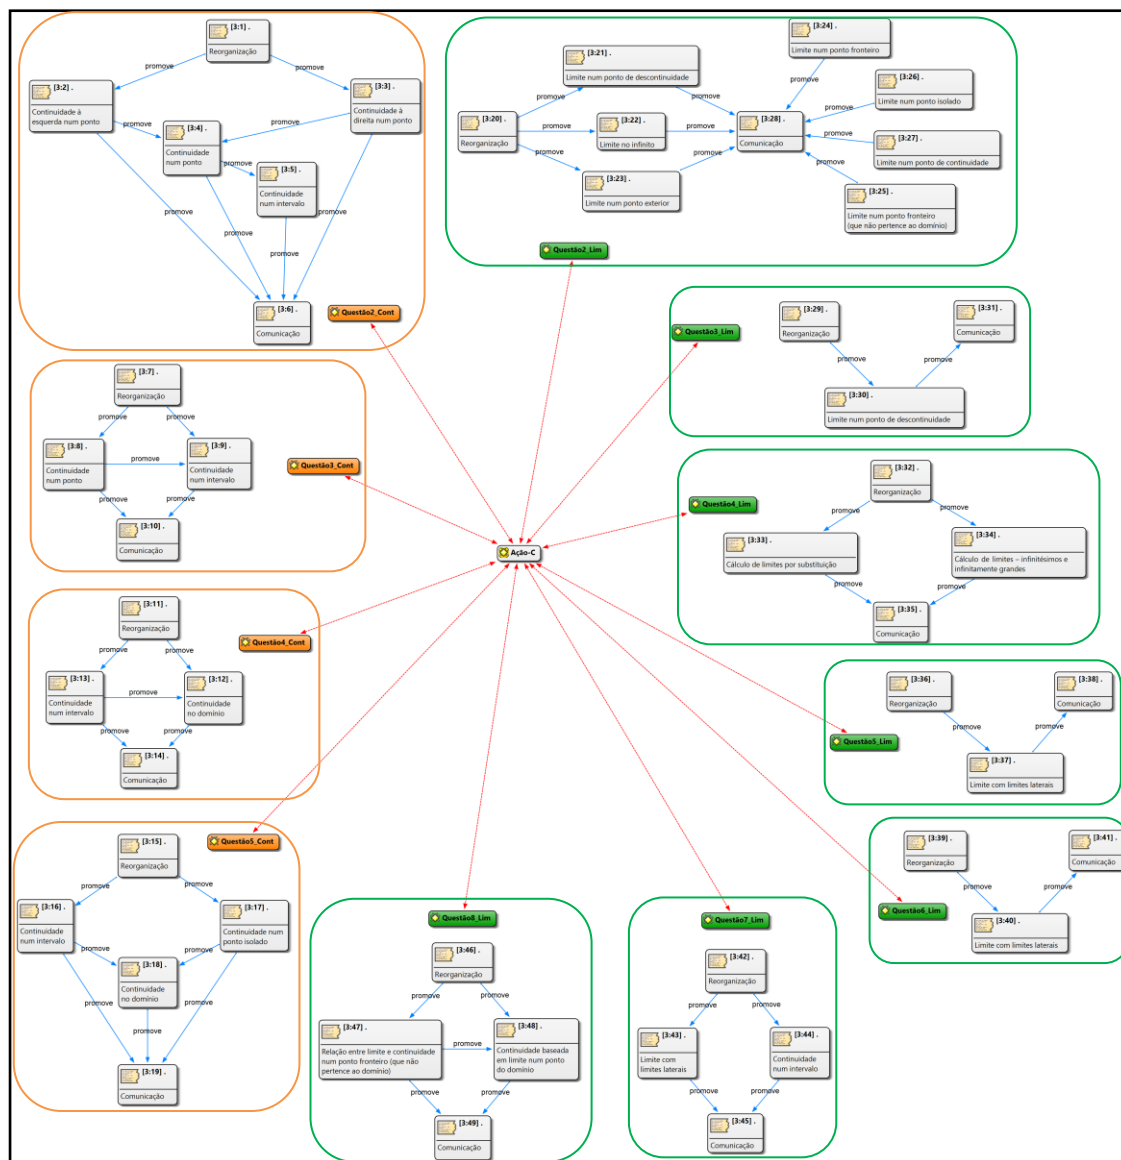 [3:1] .
Reorganização
promove
promove
[3:2] .
Continuidade à
esquerda num ponto
[3:3] .
Continuidade à
direita num ponto
promove
promove
[3:4] .
Continuidade
num ponto
promove
[3:5] .
Continuidade
num intervalo
promove
promove
promove
promove
[3:6] .
Comunicação
Questão2_Cont
[3:20] .
Reorganização
promove
promove
promove
[3:21] .
Limite num ponto de descontinuidade
[3:22] .
Limite no infinito
[3:23] .
Limite num ponto exterior
promove
promove
promove
[3:24] .
Limite num ponto fronteiro
promove
[3:26] .
Limite num ponto isolado
promove
[3:28] .
Comunicação
promove
[3:27] .
Limite num ponto de continuidade
promove
[3:25] .
Limite num ponto fronteiro
(que não pertence ao domínio)
Questão2_Lim
Questão3_Lim
[3:29] .
Reorganização
promove
[3:30] .
Limite num ponto de descontinuidade
promove
[3:31] .
Comunicação
[3:7] .
Reorganização
promove
promove
[3:8] .
Continuidade
num ponto
promove
[3:9] .
Continuidade
num intervalo
promove
promove
[3:10] .
Comunicação
Questão3_Cont
Questão4_Lim
[3:32] .
Reorganização
promove
promove
[3:33] .
Cálculo de limites por substituição
[3:34] .
Cálculo de limites – infinitésimos e
infinitamente grandes
promove
promove
[3:35] .
Comunicação
Ação-C
[3:11] .
Reorganização
promove
promove
[3:13] .
Continuidade
num intervalo
promove
[3:12] .
Continuidade
no domínio
promove
promove
[3:14] .
Comunicação
Questão4_Cont
[3:36] .
Reorganização
promove
[3:37] .
Limite com limites laterais
promove
[3:38] .
Comunicação
Questão5_Lim
[3:15] .
Reorganização
Questão5_Cont
promove
promove
[3:16] .
Continuidade
num intervalo
[3:17] .
Continuidade num
ponto isolado
promove
promove
[3:18] .
Continuidade
no domínio
promove
promove
promove
[3:19] .
Comunicação
[3:39] .
Reorganização
promove
[3:40] .
Limite com limites laterais
promove
[3:41] .
Comunicação
Questão6_Lim
Questão8_Lim
[3:46] .
Reorganização
promove
promove
[3:47] .
Relação entre limite e continuidade
num ponto fronteiro (que não
pertence ao domínio)
promove
[3:48] .
Continuidade baseada
em limite num ponto
do domínio
promove
promove
[3:49] .
Comunicação
Questão7_Lim
[3:42] .
Reorganização
promove
promove
[3:43] .
Limite com
limites laterais
[3:44] .
Continuidade
num intervalo
promove
promove
[3:45] .
Comunicação